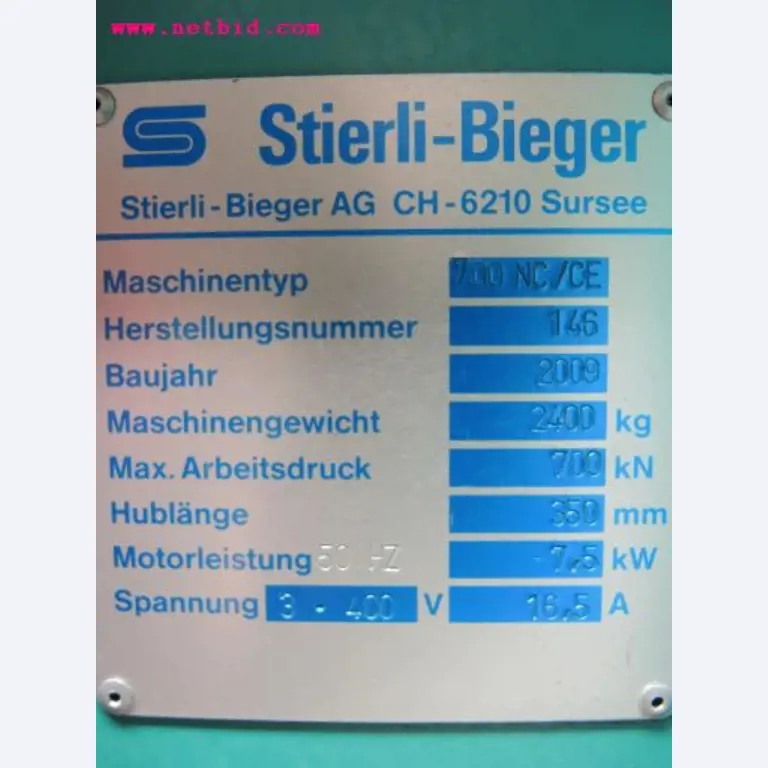 www.netbid.com
Stierli-Bieger
Stierli-Bieger AG CH-6210 Sursee
Maschinentyp 700 NC/CE
Herstellungsnummer 146
Baujahr 2009
Maschinengewicht 2400 kg
Max. Arbeitsdruck 700 kN
Hublänge 350 mm
Motorleistung 50 HZ 7,5 kW
Spannung 3 - 400 V 16,5 A